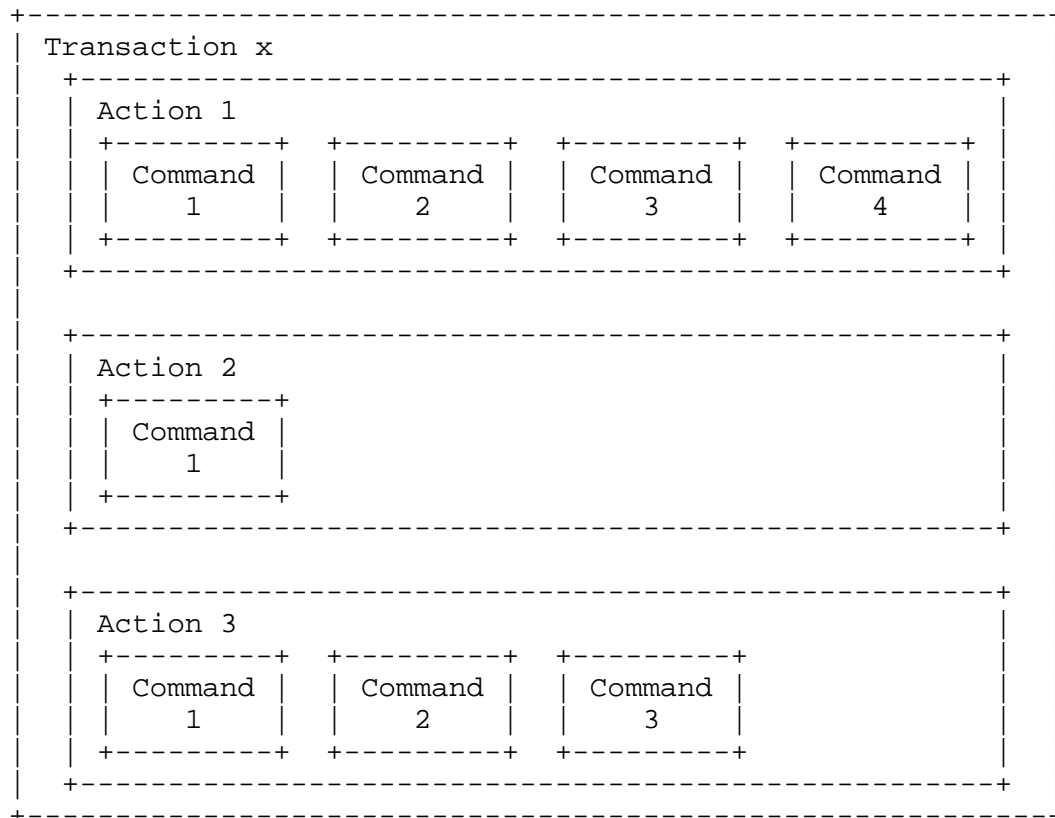 Transaction x
Action 1
Command Command Command Command
1 2 3 4
Action 2
Command
1
Action 3
Command Command Command
1 2 3